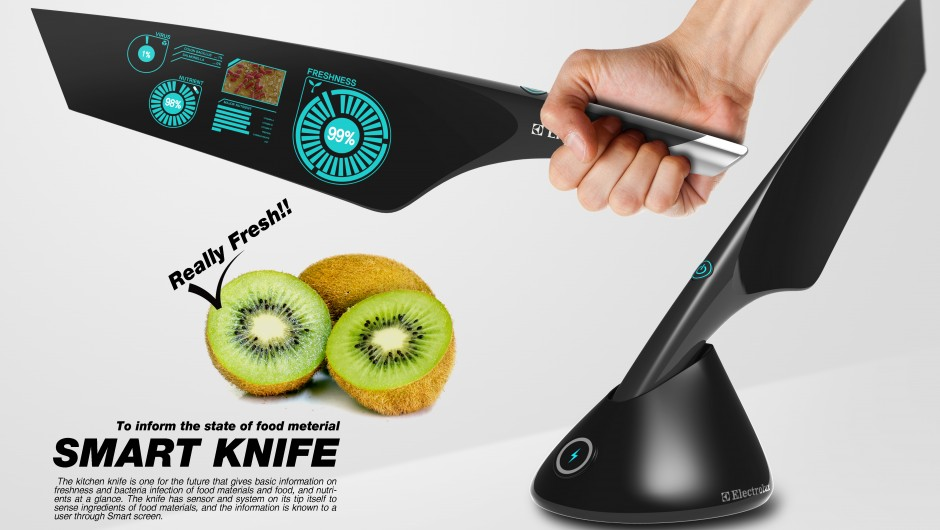 VIRUS
1%
NUTRIENT
98%
FRESHNESS
99%
Really Fresh!!
To inform the state of food meterial
SMART KNIFE
The kitchen knife is one for the future that gives basic information on
freshness and bacteria infection of food materials and food, and nutri-
ents at a glance. The knife has sensor and system on its tip itself to
sense ingredients of food materials, and the information is known to a
user through Smart screen.
Electrolux